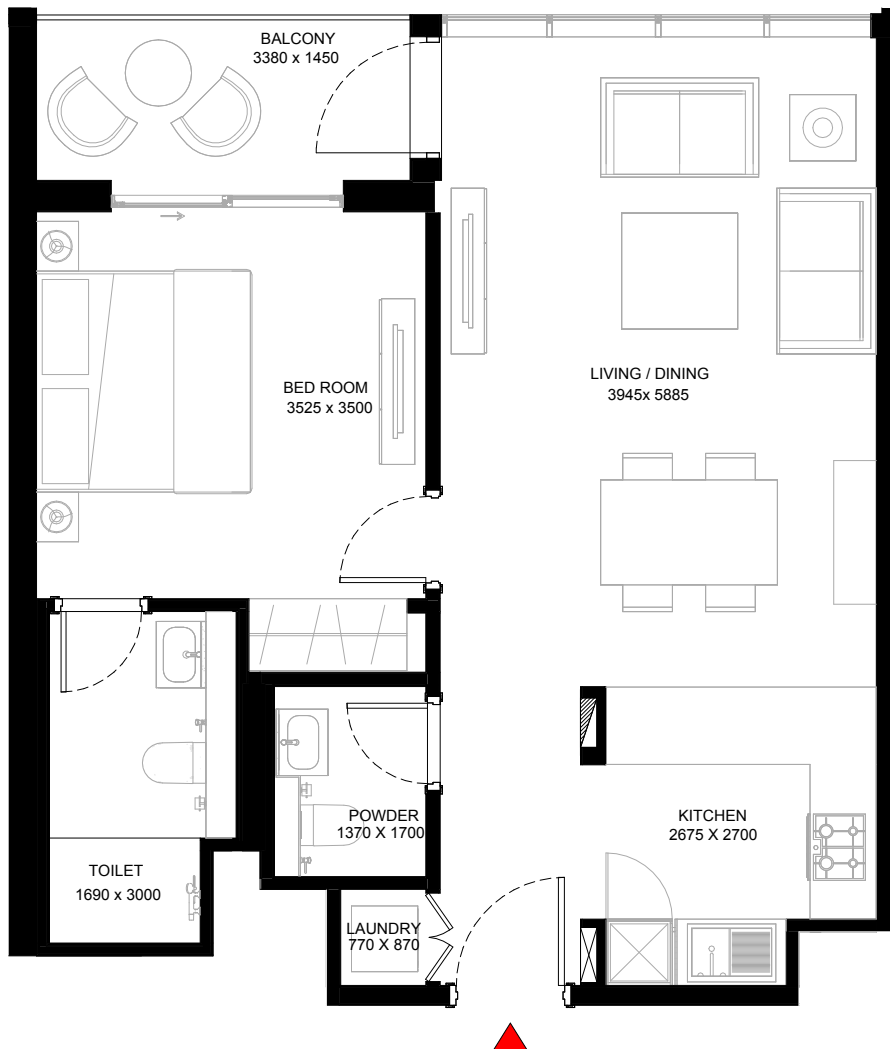 BALCONY
3380 x 1450
LIVING / DINING
3945x 5885
BED ROOM
3525 x 3500
POWDER
1370 X 1700
KITCHEN
2675 X 2700
TOILET
1690 x 3000
LAUNDRY
770 X 870